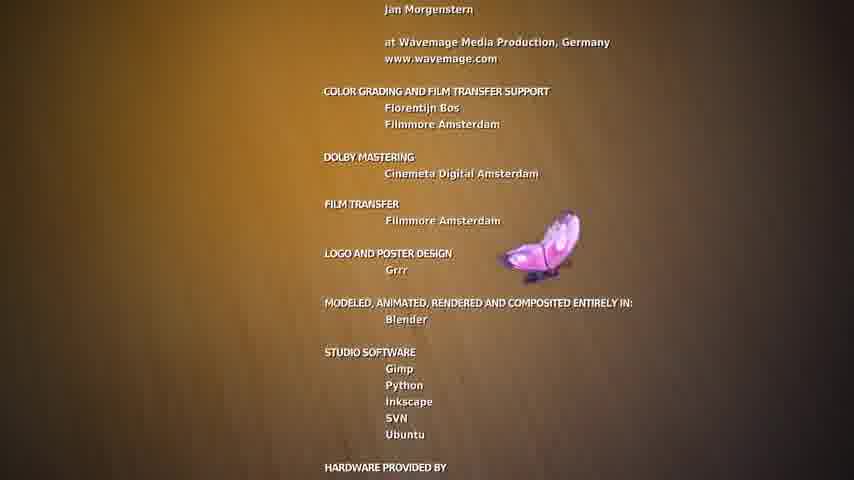 Jan Morgenstern
at Wavemage Media Production, Germany
www.wavemage.com
COLOR GRADING AND FILM TRANSFER SUPPORT
Florentijn Bos
Filmmore Amsterdam
DOLBY MASTERING
Cinemeta Digital Amsterdam
FILM TRANSFER
Filmmore Amsterdam
LOGO AND POSTER DESIGN
Grrr
MODELED, ANIMATED, RENDERED AND COMPOSITED ENTIRELY IN:
Blender
STUDIO SOFTWARE
Gimp
Python
Inkscape
SVN
Ubuntu
HARDWARE PROVIDED BY